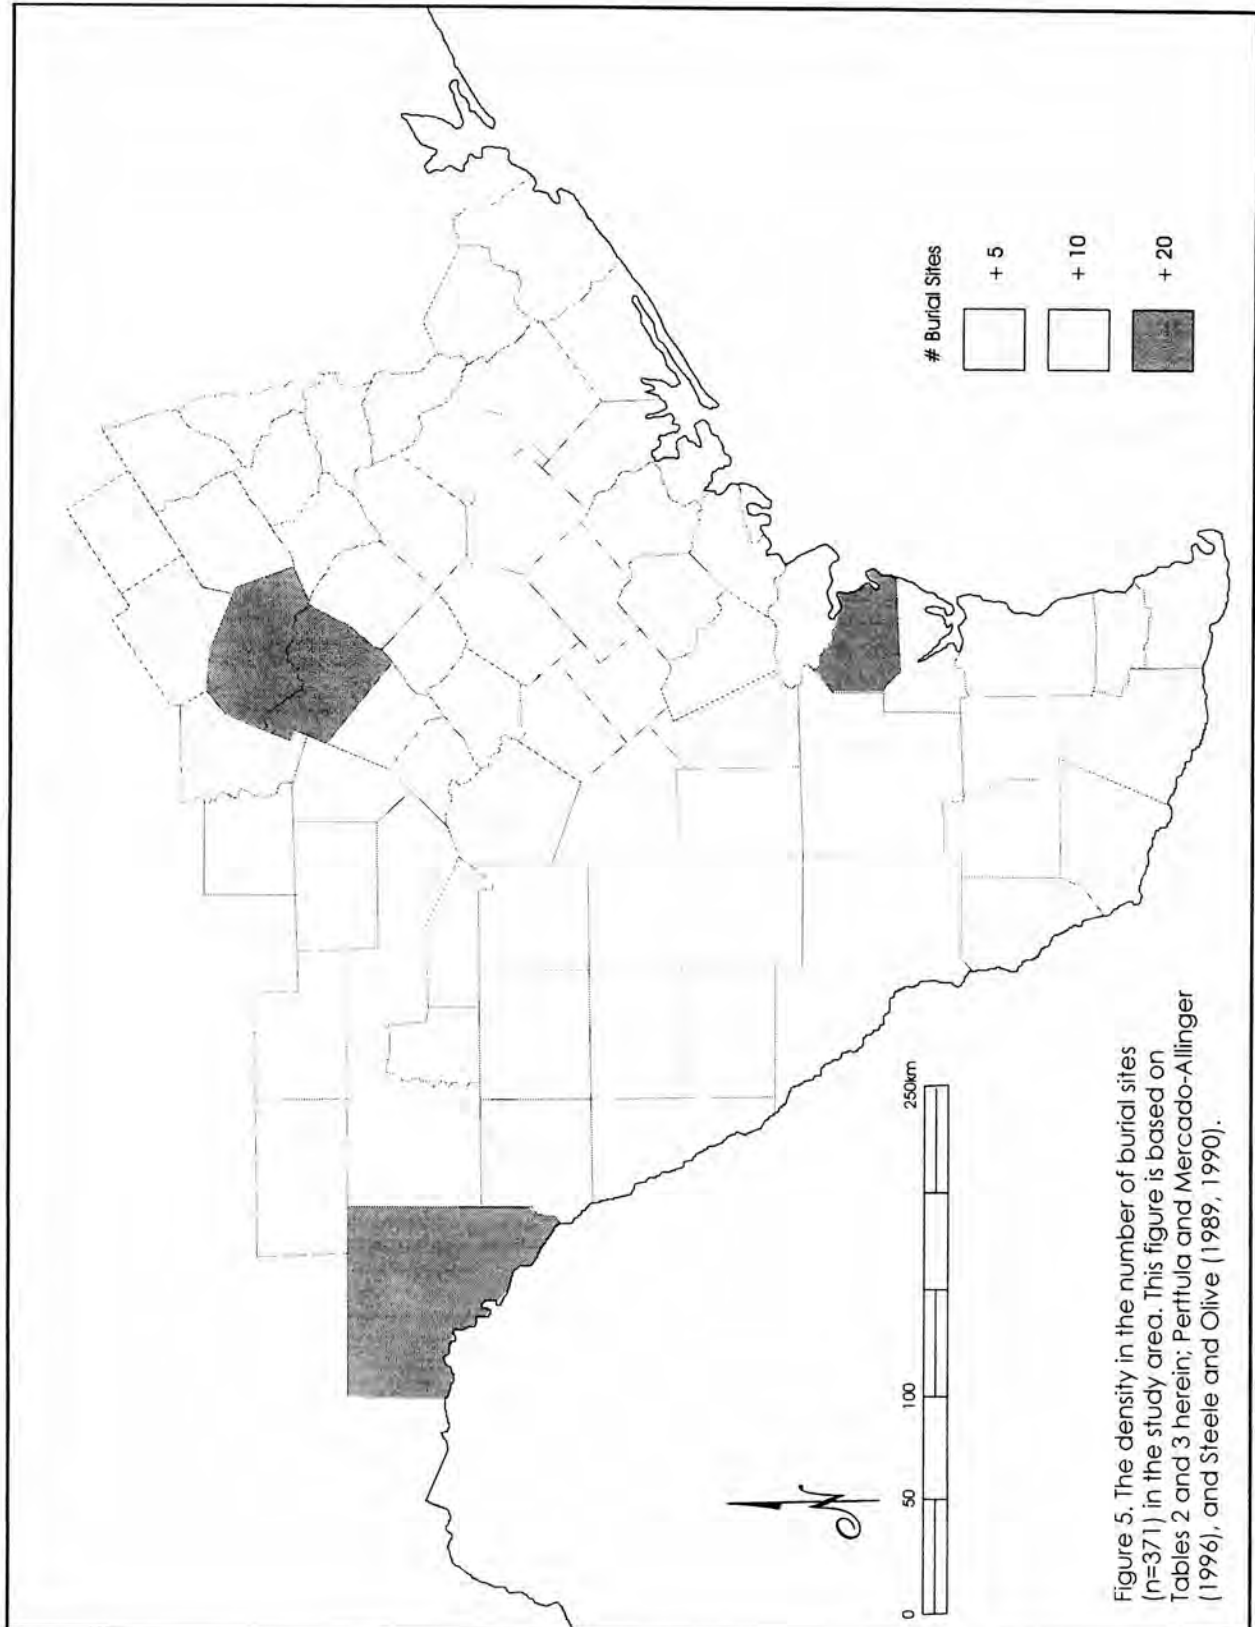 # Burial Sites
+ 5
+ 10
+ 20
N
0
50
100
250km
Figure 5. The density in the number of burial sites
(n=371) in the study area. This figure is based on
Tables 2 and 3 herein; Perttula and Mercado-Allinger
(1996), and Steele and Olive (1989, 1990).